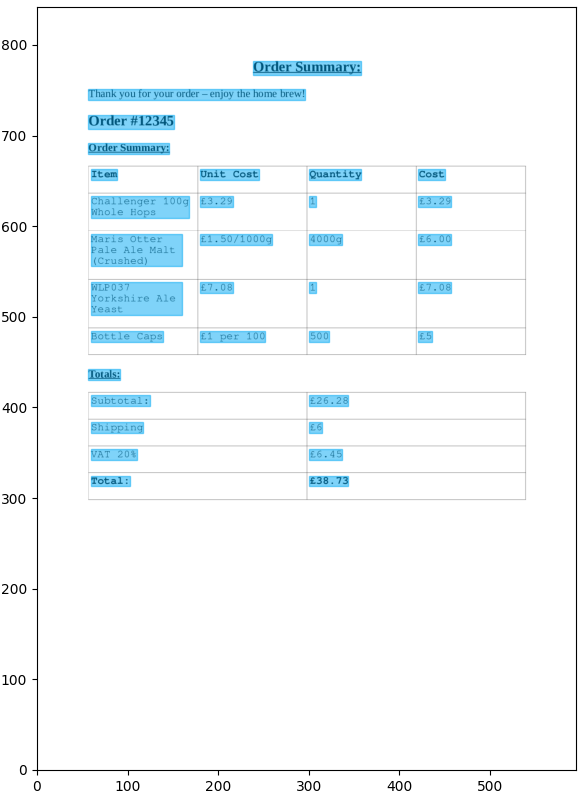 Order Summary:
Thank you for your order – enjoy the home brew!
Order #12345
Order Summary:
Item Unit Cost Quantity Cost
Challenger 100g £3.29 1 £3.29
Whole Hops
Maris Otter £1.50/1000g 4000g £6.00
Pale Ale Malt
(Crushed)
WLP037 £7.08 1 £7.08
Yorkshire Ale
Yeast
Bottle Caps £1 per 100 500 £5
Totals:
Subtotal: £26.28
Shipping £6
VAT 20% £6.45
Total: £38.73
800
700
600
500
400
300
200
100
0
0 100 200 300 400 500